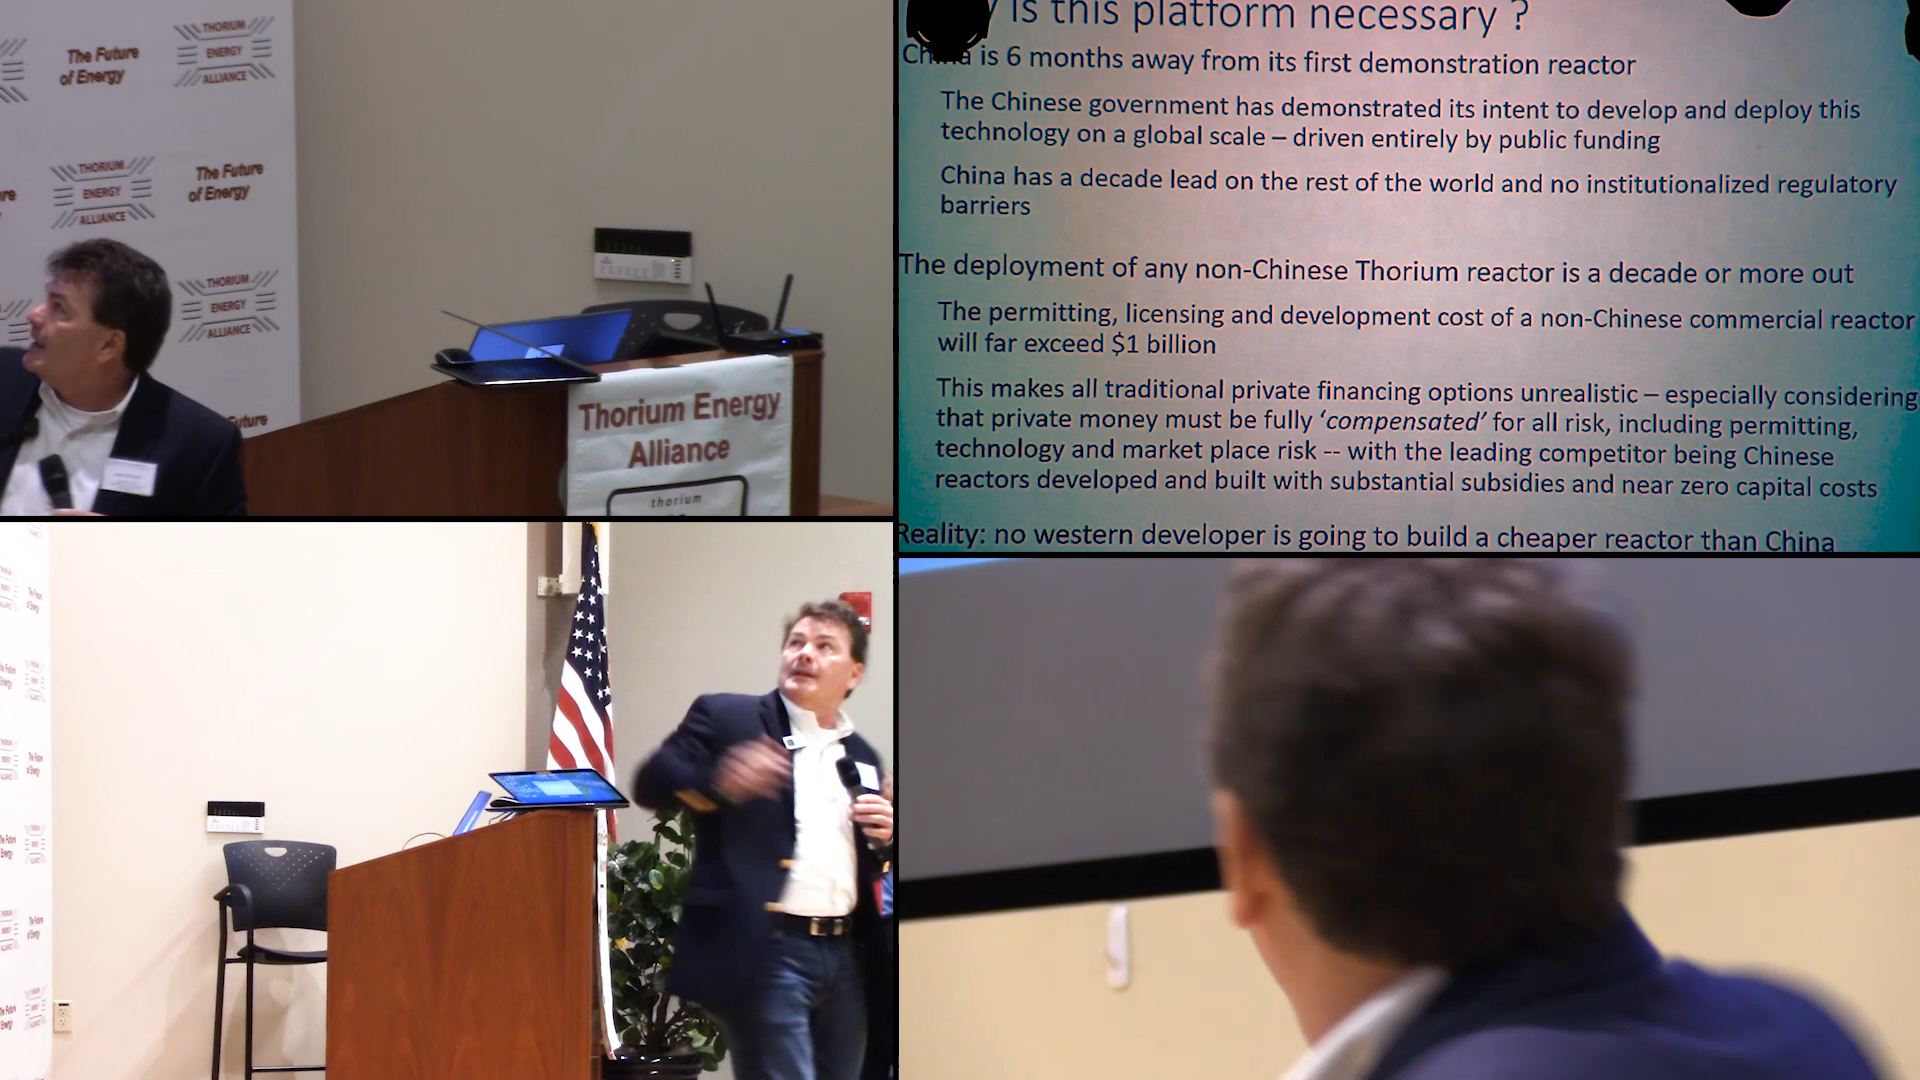 The Future
of Energy
THORIUM
ENERGY
ALLIANCE
THORIUM
ENERGY
ALLIANCE
The Future
of Energy
THORIUM
ENERGY
ALLIANCE
Future
Thorium Energy
Alliance
thorium
is this platform necessary ?
China is 6 months away from its first demonstration reactor
The Chinese government has demonstrated its intent to develop and deploy this
technology on a global scale – driven entirely by public funding
China has a decade lead on the rest of the world and no institutionalized regulatory
barriers
The deployment of any non-Chinese Thorium reactor is a decade or more out
The permitting, licensing and development cost of a non-Chinese commercial reactor
will far exceed $1 billion
This makes all traditional private financing options unrealistic – especially considering
that private money must be fully ‘compensated’ for all risk, including permitting,
technology and market place risk -- with the leading competitor being Chinese
reactors developed and built with substantial subsidies and near zero capital costs
Reality: no western developer is going to build a cheaper reactor than China